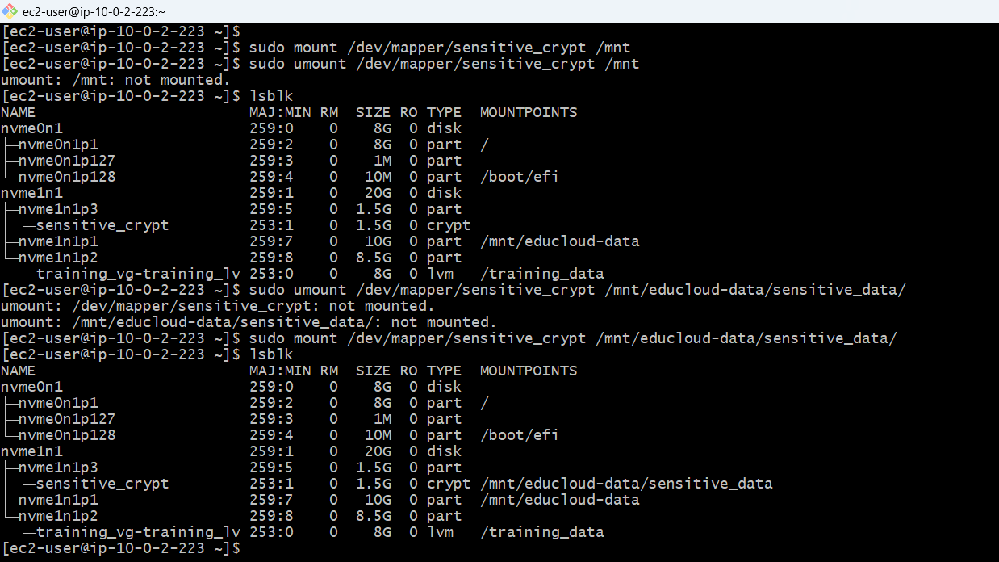 ec2-user@ip-10-0-2-223:~
[ec2-user@ip-10-0-2-223 ~]$
[ec2-user@ip-10-0-2-223 ~]$ sudo mount /dev/mapper/sensitive_crypt /mnt
[ec2-user@ip-10-0-2-223 ~]$ sudo umount /dev/mapper/sensitive_crypt /mnt
umount: /mnt: not mounted.
[ec2-user@ip-10-0-2-223 ~]$ lsblk
NAME                        MAJ:MIN RM  SIZE RO TYPE  MOUNTPOINTS
nvme0n1                     259:0    0    8G  0 disk
├─nvme0n1p1                 259:2    0    8G  0 part  /
├─nvme0n1p127               259:3    0    1M  0 part
└─nvme0n1p128               259:4    0   10M  0 part  /boot/efi
nvme1n1                     259:1    0   20G  0 disk
├─nvme1n1p3                 259:5    0  1.5G  0 part
│ └─sensitive_crypt         253:1    0  1.5G  0 crypt
├─nvme1n1p1                 259:7    0   10G  0 part  /mnt/educloud-data
└─nvme1n1p2                 259:8    0  8.5G  0 part
  └─training_vg-training_lv 253:0    0    8G  0 lvm   /training_data
[ec2-user@ip-10-0-2-223 ~]$ sudo umount /dev/mapper/sensitive_crypt /mnt/educloud-data/sensitive_data/
umount: /dev/mapper/sensitive_crypt: not mounted.
umount: /mnt/educloud-data/sensitive_data/: not mounted.
[ec2-user@ip-10-0-2-223 ~]$ sudo mount /dev/mapper/sensitive_crypt /mnt/educloud-data/sensitive_data/
[ec2-user@ip-10-0-2-223 ~]$ lsblk
NAME                        MAJ:MIN RM  SIZE RO TYPE  MOUNTPOINTS
nvme0n1                     259:0    0    8G  0 disk
├─nvme0n1p1                 259:2    0    8G  0 part  /
├─nvme0n1p127               259:3    0    1M  0 part
└─nvme0n1p128               259:4    0   10M  0 part  /boot/efi
nvme1n1                     259:1    0   20G  0 disk
├─nvme1n1p3                 259:5    0  1.5G  0 part
│ └─sensitive_crypt         253:1    0  1.5G  0 crypt /mnt/educloud-data/sensitive_data
├─nvme1n1p1                 259:7    0   10G  0 part  /mnt/educloud-data
└─nvme1n1p2                 259:8    0  8.5G  0 part
  └─training_vg-training_lv 253:0    0    8G  0 lvm   /training_data
[ec2-user@ip-10-0-2-223 ~]$